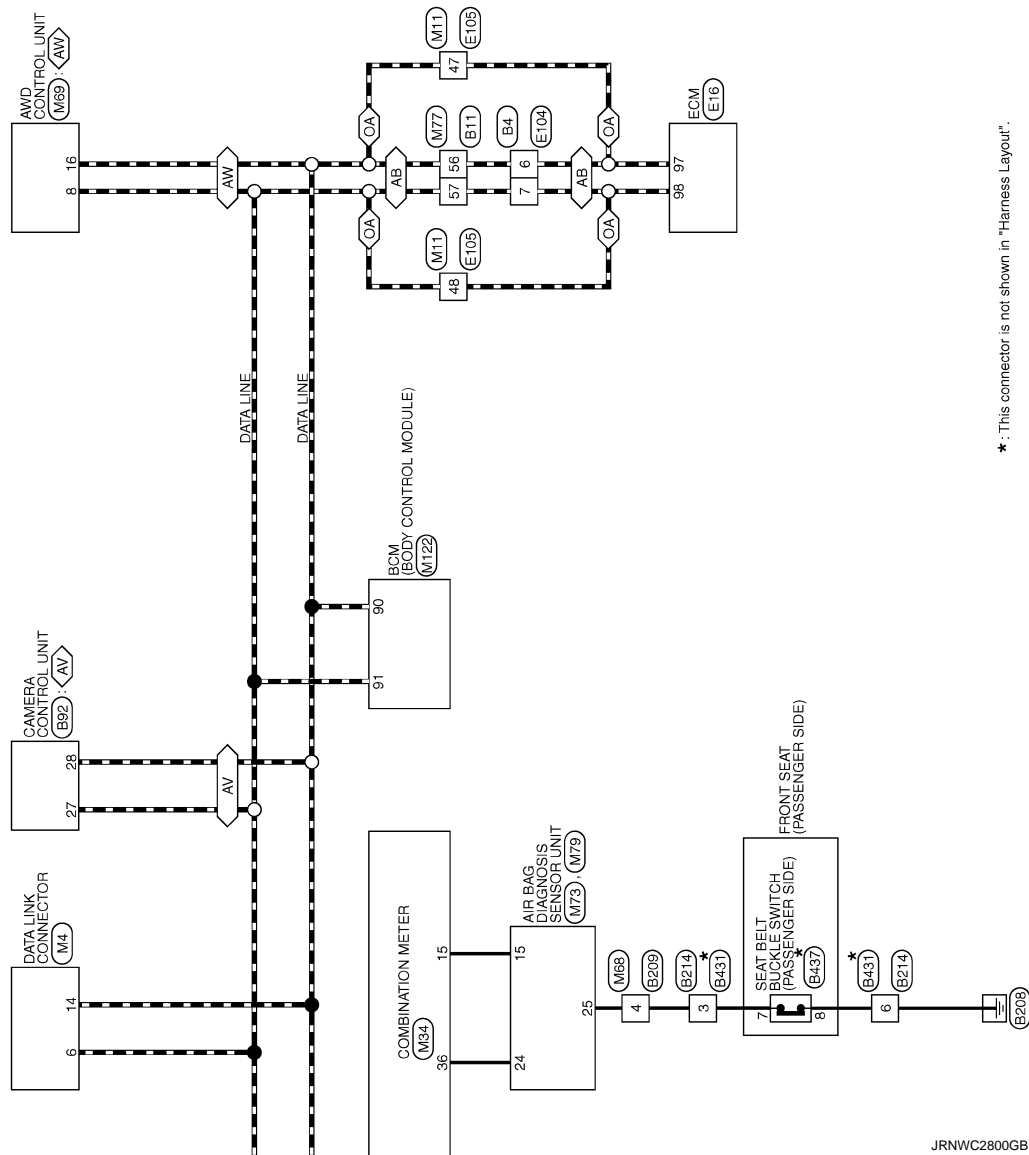 AWD
CONTROL UNIT
M69 : AW
8 16
AW
OA
OA
AB
M11
E105
47
M77
B11
56
57
B4
E104
6
7
M11
E105
48
AB
OA
OA
98 97
ECM
E16
DATA LINE
DATA LINE
CAMERA
CONTROL UNIT
B92 : AV
27 28
AV
91 90
BCM
(BODY CONTROL MODULE)
M122
DATA LINK
CONNECTOR
M4
6 14
COMBINATION METER
M34
36 15
24 15
AIR BAG
DIAGNOSIS
SENSOR UNIT
M73 , M79
25
M68
4
B209
B214
3
* B431
FRONT SEAT
(PASSENGER SIDE)
SEAT BELT
BUCKLE SWITCH
(PASSENGER SIDE)
* B437
7
8
* B431
6
B214
B208
* : This connector is not shown in "Harness Layout".
JRNWC2800GB